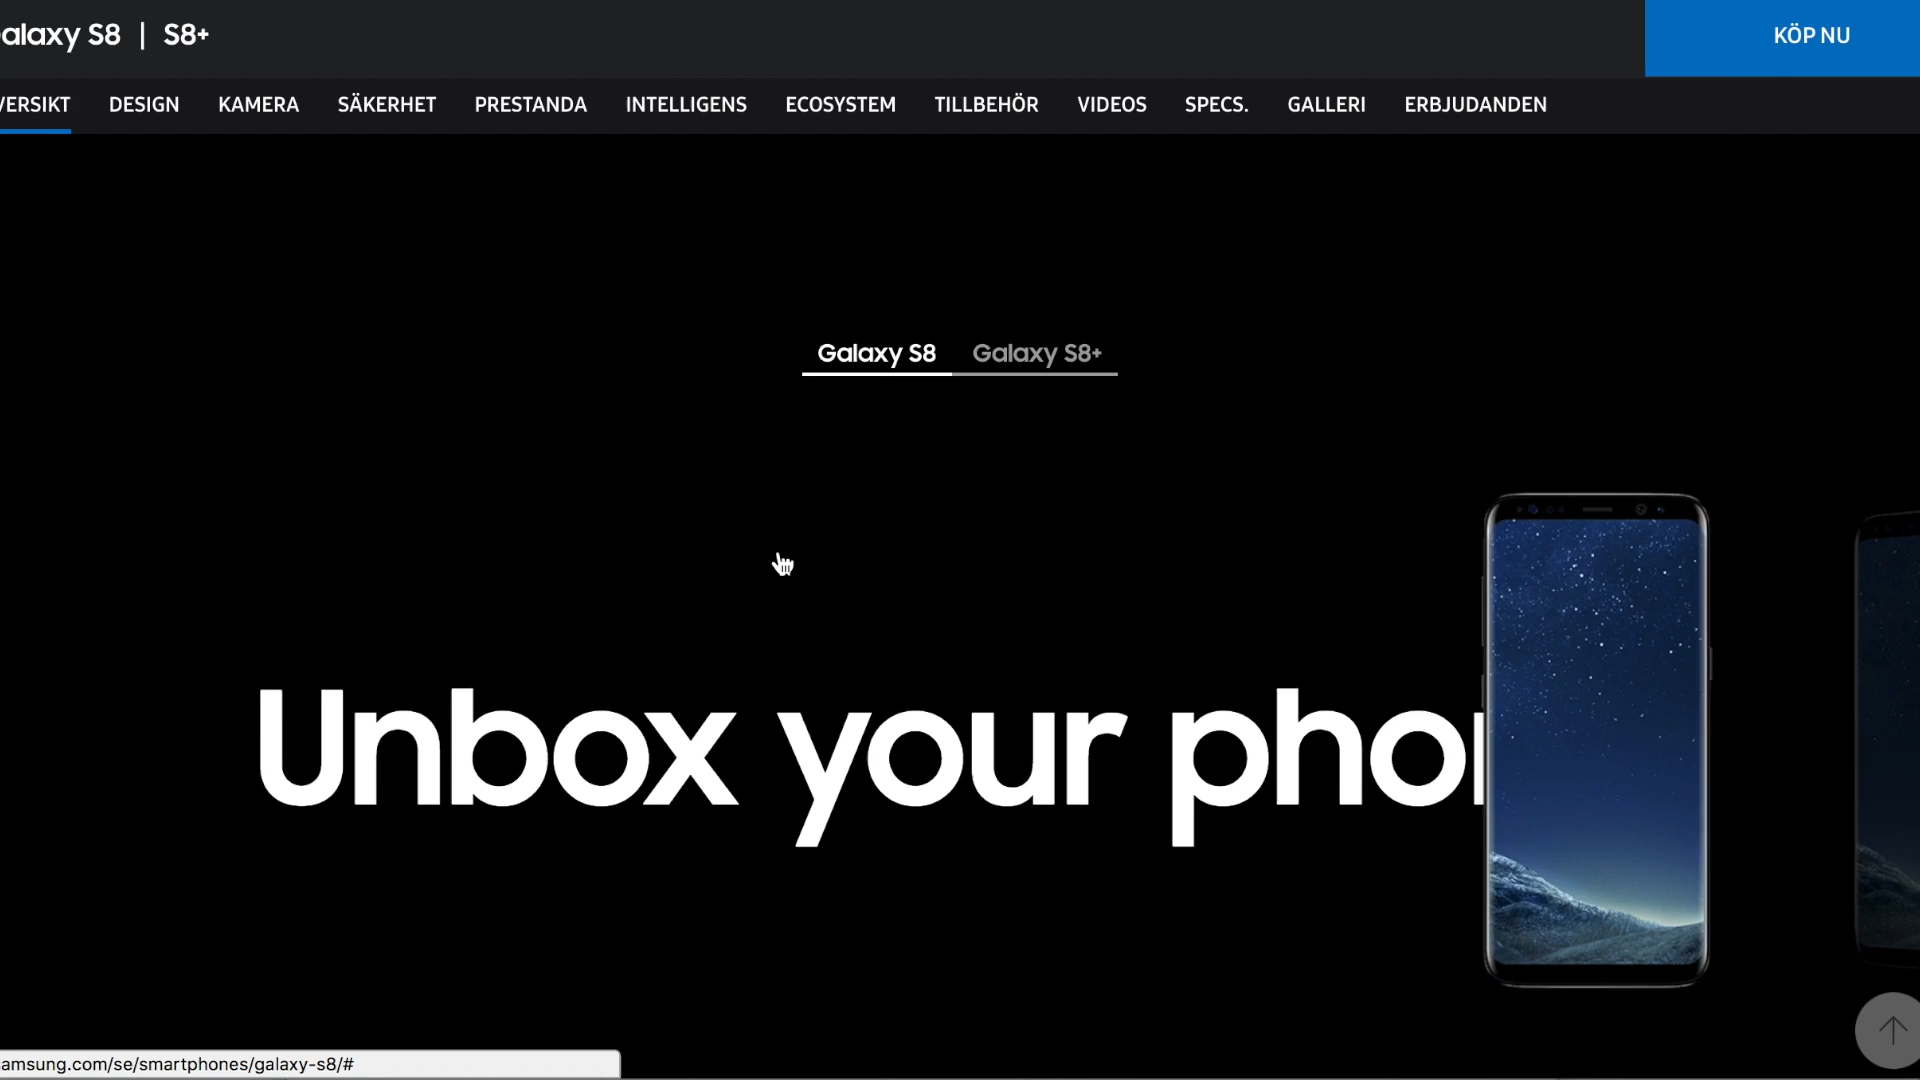 alaxy S8 | S8+
KÖP NU
VERSIKT DESIGN KAMERA SÄKERHET PRESTANDA INTELLIGENS ECOSYSTEM TILLBEHÖR VIDEOS SPECS. GALLERI ERBJUDANDEN
Galaxy S8 Galaxy S8+
Unbox your phon
amsung.com/se/smartphones/galaxy-s8/#